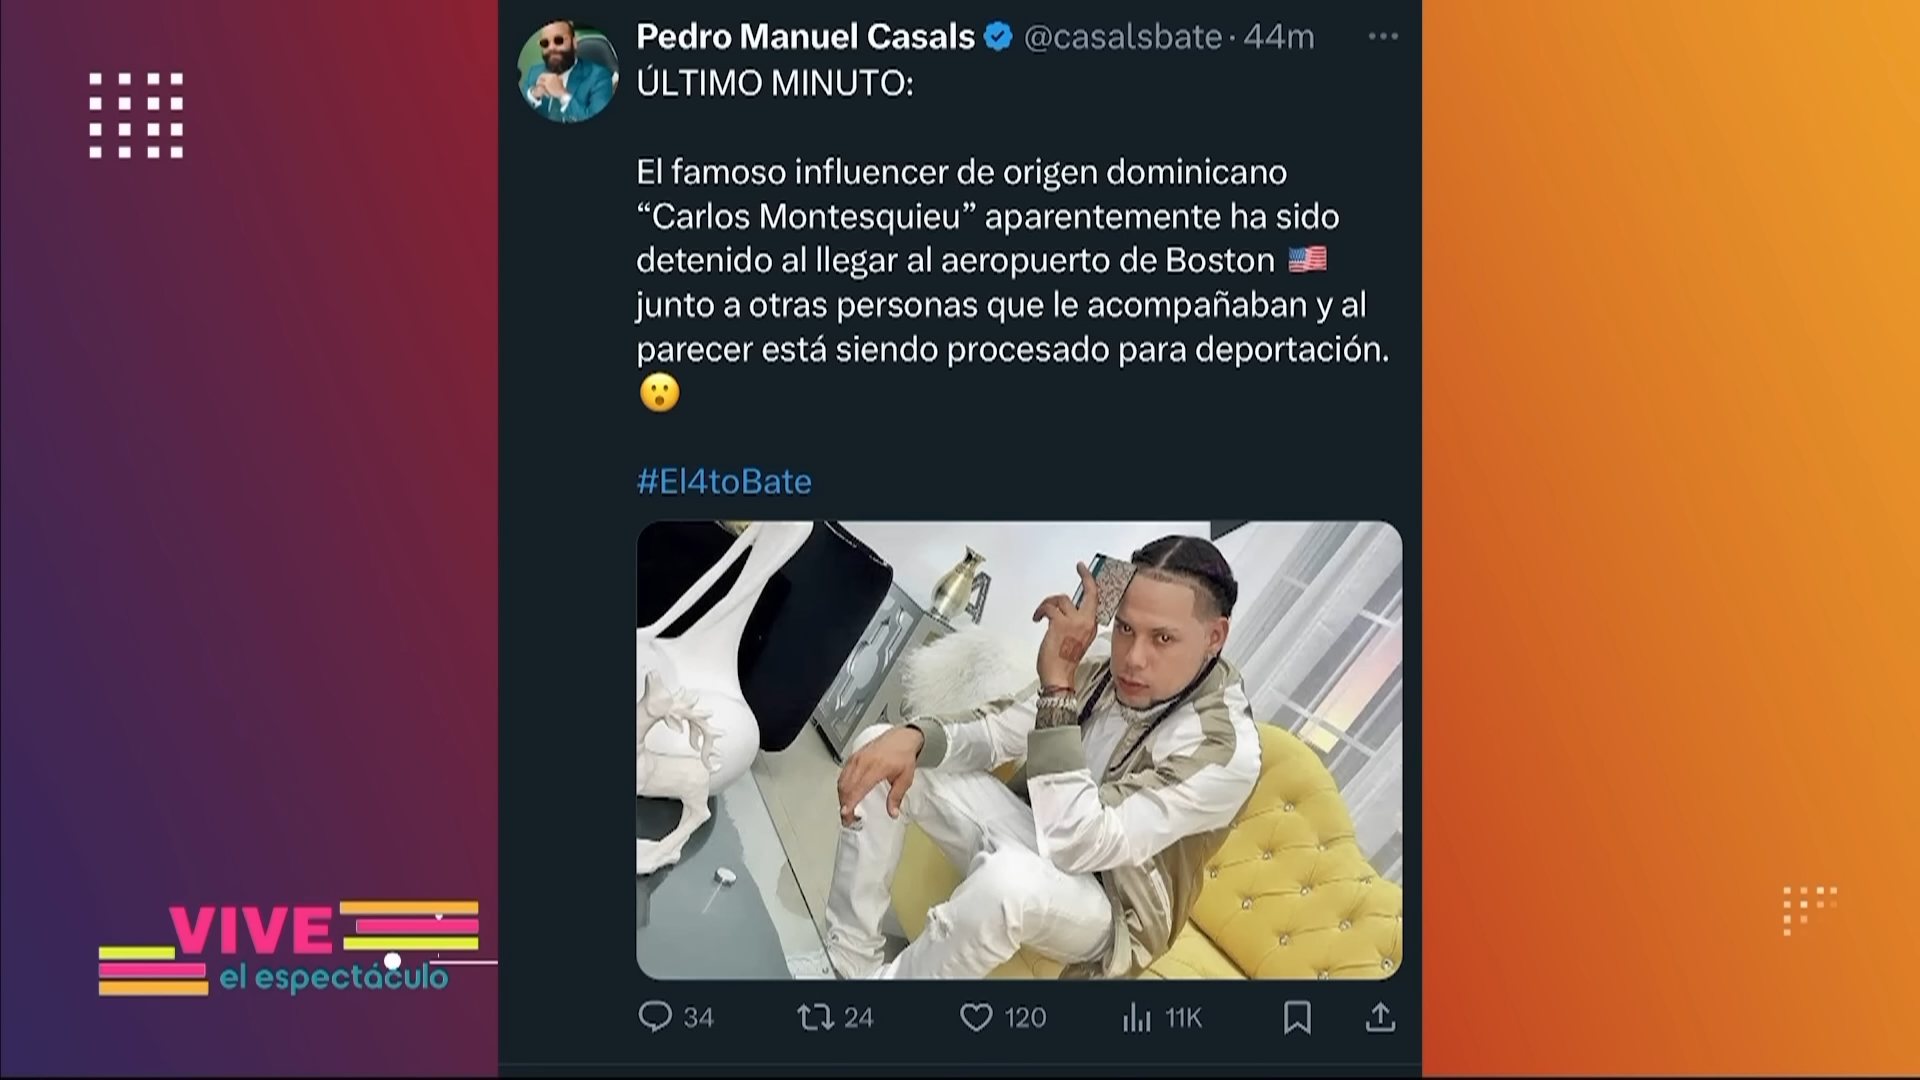 Pedro Manuel Casals @casalsbate · 44m
ÚLTIMO MINUTO:
El famoso influencer de origen dominicano
“Carlos Montesquieu” aparentemente ha sido
detenido al llegar al aeropuerto de Boston 🇺🇸
junto a otras personas que le acompañaban y al
parecer está siendo procesado para deportación.
😮
#El4toBate
34 24 120 11K
VIVE
el espectáculo